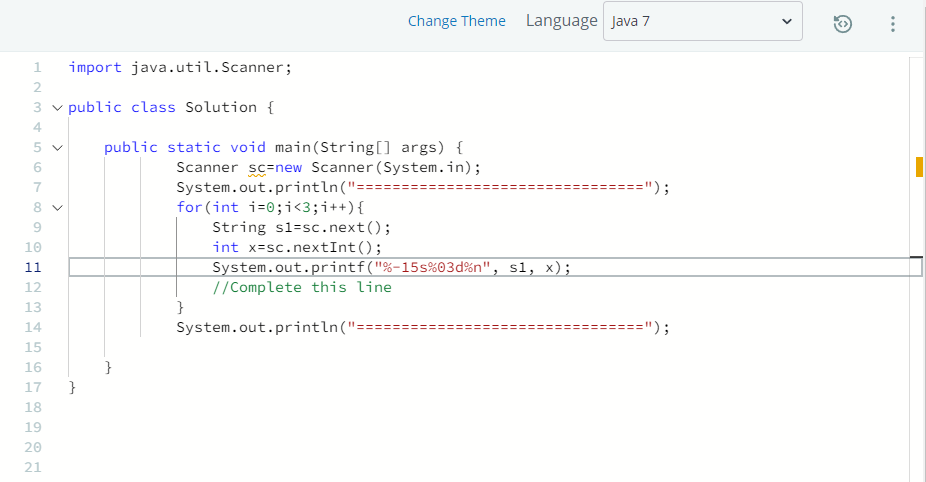 Change Theme Language Java 7
1 import java.util.Scanner;
2
3 public class Solution {
4
5     public static void main(String[] args) {
6             Scanner sc=new Scanner(System.in);
7             System.out.println("================================");
8             for(int i=0;i<3;i++){
9                 String s1=sc.next();
10                 int x=sc.nextInt();
11                 System.out.printf("%-15s%03d%n", s1, x);
12                 //Complete this line
13             }
14             System.out.println("================================");
15
16     }
17 }
18
19
20
21